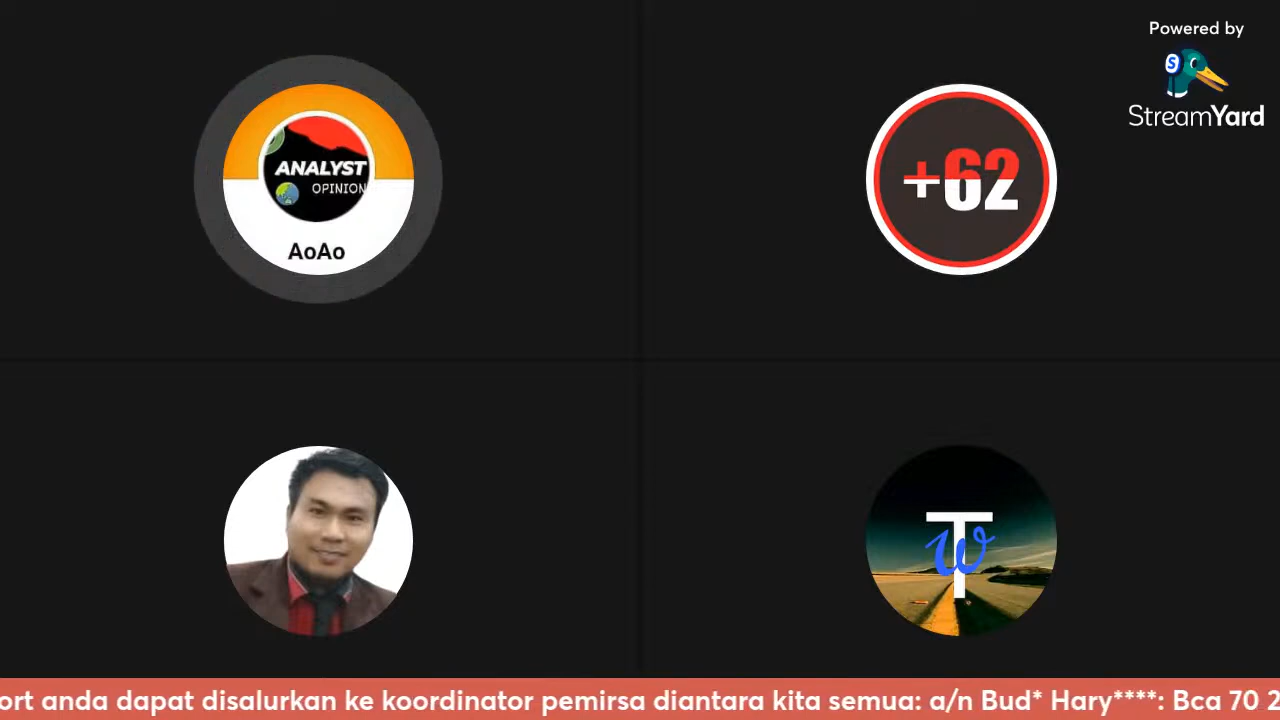 Powered by
StreamYard
ANALYST
OPINION
AoAo
+62
T
w
ort anda dapat disalurkan ke koordinator pemirsa diantara kita semua: a/n Bud* Hary****: Bca 70 2